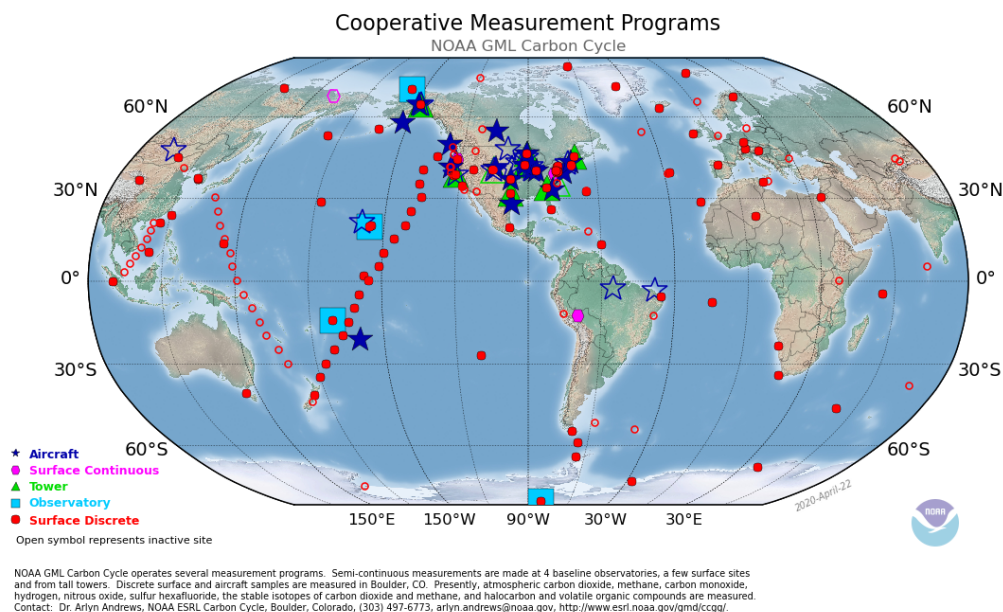 Cooperative Measurement Programs
NOAA GML Carbon Cycle
60°N
60°N
30°N
30°N
0°
0°
30°S
30°S
60°S
60°S
150°E
150°W
90°W
30°W
30°E
2020-April-22
NOAA
Aircraft
Surface Continuous
Tower
Observatory
Surface Discrete
Open symbol represents inactive site
NOAA GML Carbon Cycle operates several measurement programs. Semi-continuous measurements are made at 4 baseline observatories, a few surface sites
and from tall towers. Discrete surface and aircraft samples are measured in Boulder, CO. Presently, atmospheric carbon dioxide, methane, carbon monoxide,
hydrogen, nitrous oxide, sulfur hexafluoride, the stable isotopes of carbon dioxide and methane, and halocarbon and volatile organic compounds are measured.
Contact: Dr. Arlyn Andrews, NOAA ESRL Carbon Cycle, Boulder, Colorado, (303) 497-6773, arlyn.andrews@noaa.gov, http://www.esrl.noaa.gov/gmd/ccgg/.